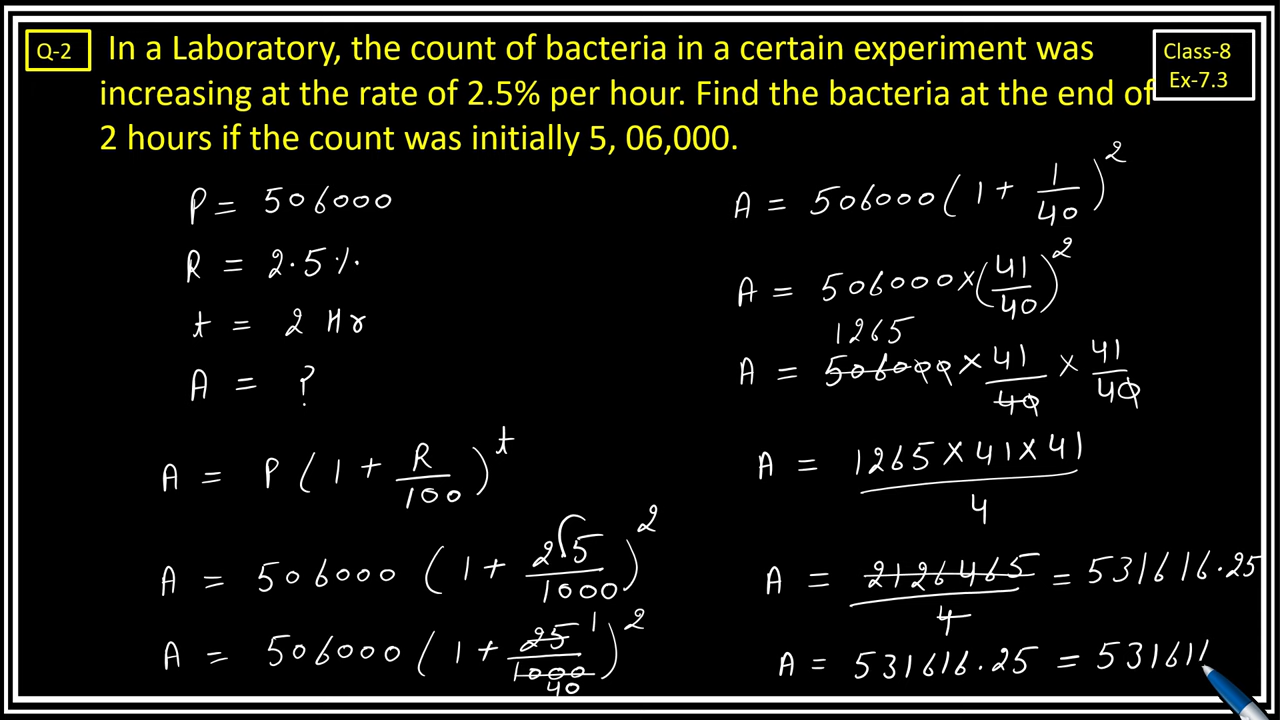 Q-2
In a Laboratory, the count of bacteria in a certain experiment was
increasing at the rate of 2.5% per hour. Find the bacteria at the end of
2 hours if the count was initially 5, 06,000.
Class-8
Ex-7.3
P = 506000
R = 2.5%
t = 2 Hr
A = ?
A = P(1 + R/100)^t
A = 506000 (1 + 25/1000)^2
A = 506000 (1 + 25/1000)^2
1
40
A = 506000(1 + 1/40)^2
A = 506000×(41/40)^2
1265
A = 506000 × 41/40 × 41/40
A = 1265×41×41/4
A = 2126465/4 = 531616.25
A = 531616.25 = 531611